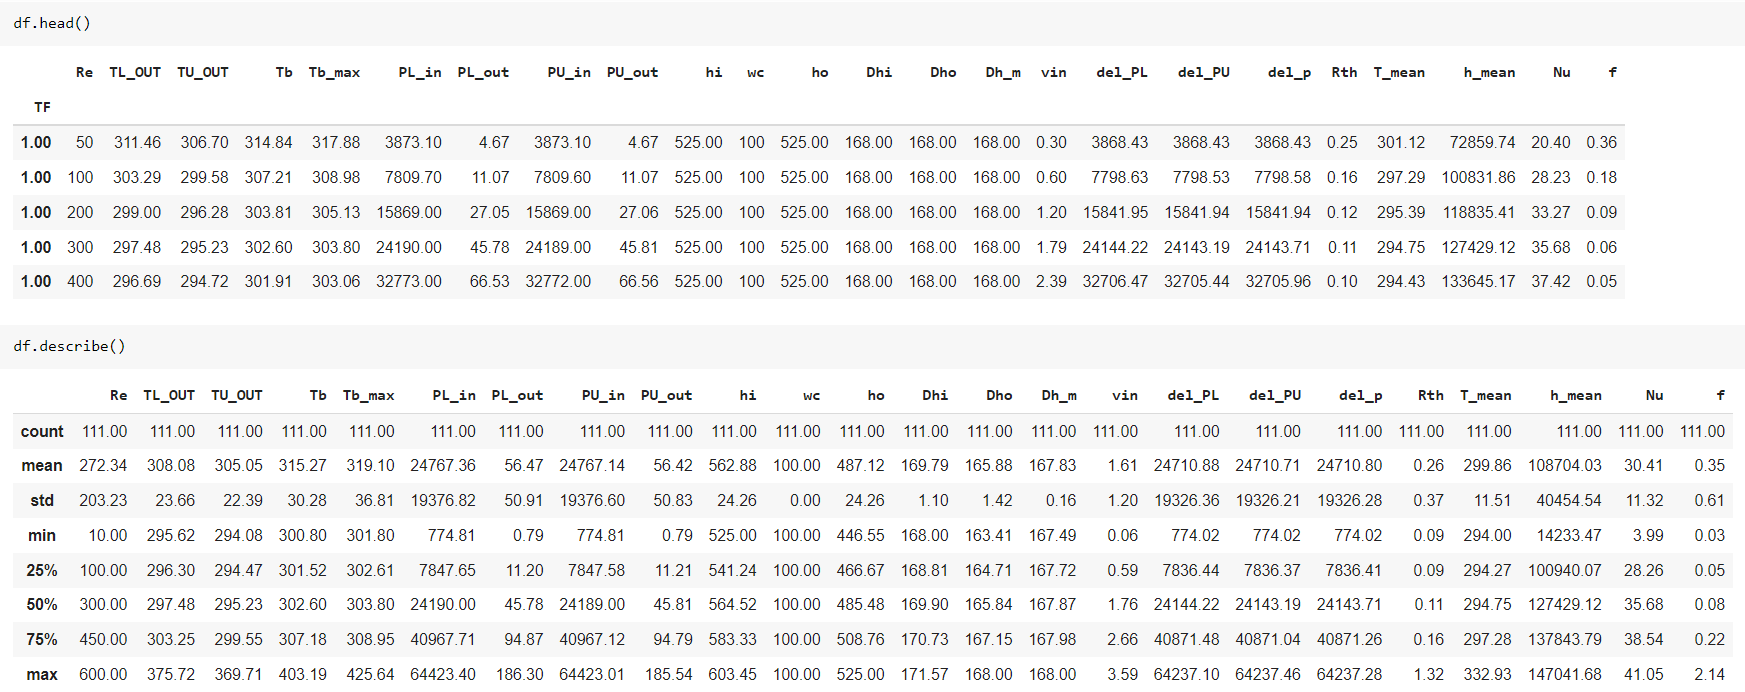 df.head()
Re TL_OUT TU_OUT Tb Tb_max PL_in PL_out PU_in PU_out hi wc ho Dhi Dho Dh_m vin del_PL del_PU del_p Rth T_mean h_mean Nu f
TF
1.00 50 311.46 306.70 314.84 317.88 3873.10 4.67 3873.10 4.67 525.00 100 525.00 168.00 168.00 168.00 0.30 3868.43 3868.43 3868.43 0.25 301.12 72859.74 20.40 0.36
1.00 100 303.29 299.58 307.21 308.98 7809.70 11.07 7809.60 11.07 525.00 100 525.00 168.00 168.00 168.00 0.60 7798.63 7798.53 7798.58 0.16 297.29 100831.86 28.23 0.18
1.00 200 299.00 296.28 303.81 305.13 15869.00 27.05 15869.00 27.06 525.00 100 525.00 168.00 168.00 168.00 1.20 15841.95 15841.94 15841.94 0.12 295.39 118835.41 33.27 0.09
1.00 300 297.48 295.23 302.60 303.80 24190.00 45.78 24189.00 45.81 525.00 100 525.00 168.00 168.00 168.00 1.79 24144.22 24143.19 24143.71 0.11 294.75 127429.12 35.68 0.06
1.00 400 296.69 294.72 301.91 303.06 32773.00 66.53 32772.00 66.56 525.00 100 525.00 168.00 168.00 168.00 2.39 32706.47 32705.44 32705.96 0.10 294.43 133645.17 37.42 0.05
df.describe()
Re TL_OUT TU_OUT Tb Tb_max PL_in PL_out PU_in PU_out hi wc ho Dhi Dho Dh_m vin del_PL del_PU del_p Rth T_mean h_mean Nu f
count 111.00 111.00 111.00 111.00 111.00 111.00 111.00 111.00 111.00 111.00 111.00 111.00 111.00 111.00 111.00 111.00 111.00 111.00 111.00 111.00 111.00 111.00 111.00 111.00
mean 272.34 308.08 305.05 315.27 319.10 24767.36 56.47 24767.14 56.42 562.88 100.00 487.12 169.79 165.88 167.83 1.61 24710.88 24710.71 24710.80 0.26 299.86 108704.03 30.41 0.35
std 203.23 23.66 22.39 30.28 36.81 19376.82 50.91 19376.60 50.83 24.26 0.00 24.26 1.10 1.42 0.16 1.20 19326.36 19326.21 19326.28 0.37 11.51 40454.54 11.32 0.61
min 10.00 295.62 294.08 300.80 301.80 774.81 0.79 774.81 0.79 525.00 100.00 446.55 168.00 163.41 167.49 0.06 774.02 774.02 774.02 0.09 294.00 14233.47 3.99 0.03
25% 100.00 296.30 294.47 301.52 302.61 7847.65 11.20 7847.58 11.21 541.24 100.00 466.67 168.81 164.71 167.72 0.59 7836.44 7836.37 7836.41 0.09 294.27 100940.07 28.26 0.05
50% 300.00 297.48 295.23 302.60 303.80 24190.00 45.78 24189.00 45.81 564.52 100.00 485.48 169.90 165.84 167.87 1.76 24144.22 24143.19 24143.71 0.11 294.75 127429.12 35.68 0.08
75% 450.00 303.25 299.55 307.18 308.95 40967.71 94.87 40967.12 94.79 583.33 100.00 508.76 170.73 167.15 167.98 2.66 40871.48 40871.04 40871.26 0.16 297.28 137843.79 38.54 0.22
max 600.00 375.72 369.71 403.19 425.64 64423.40 186.30 64423.01 185.54 603.45 100.00 525.00 171.57 168.00 168.00 3.59 64237.10 64237.46 64237.28 1.32 332.93 147041.68 41.05 2.14